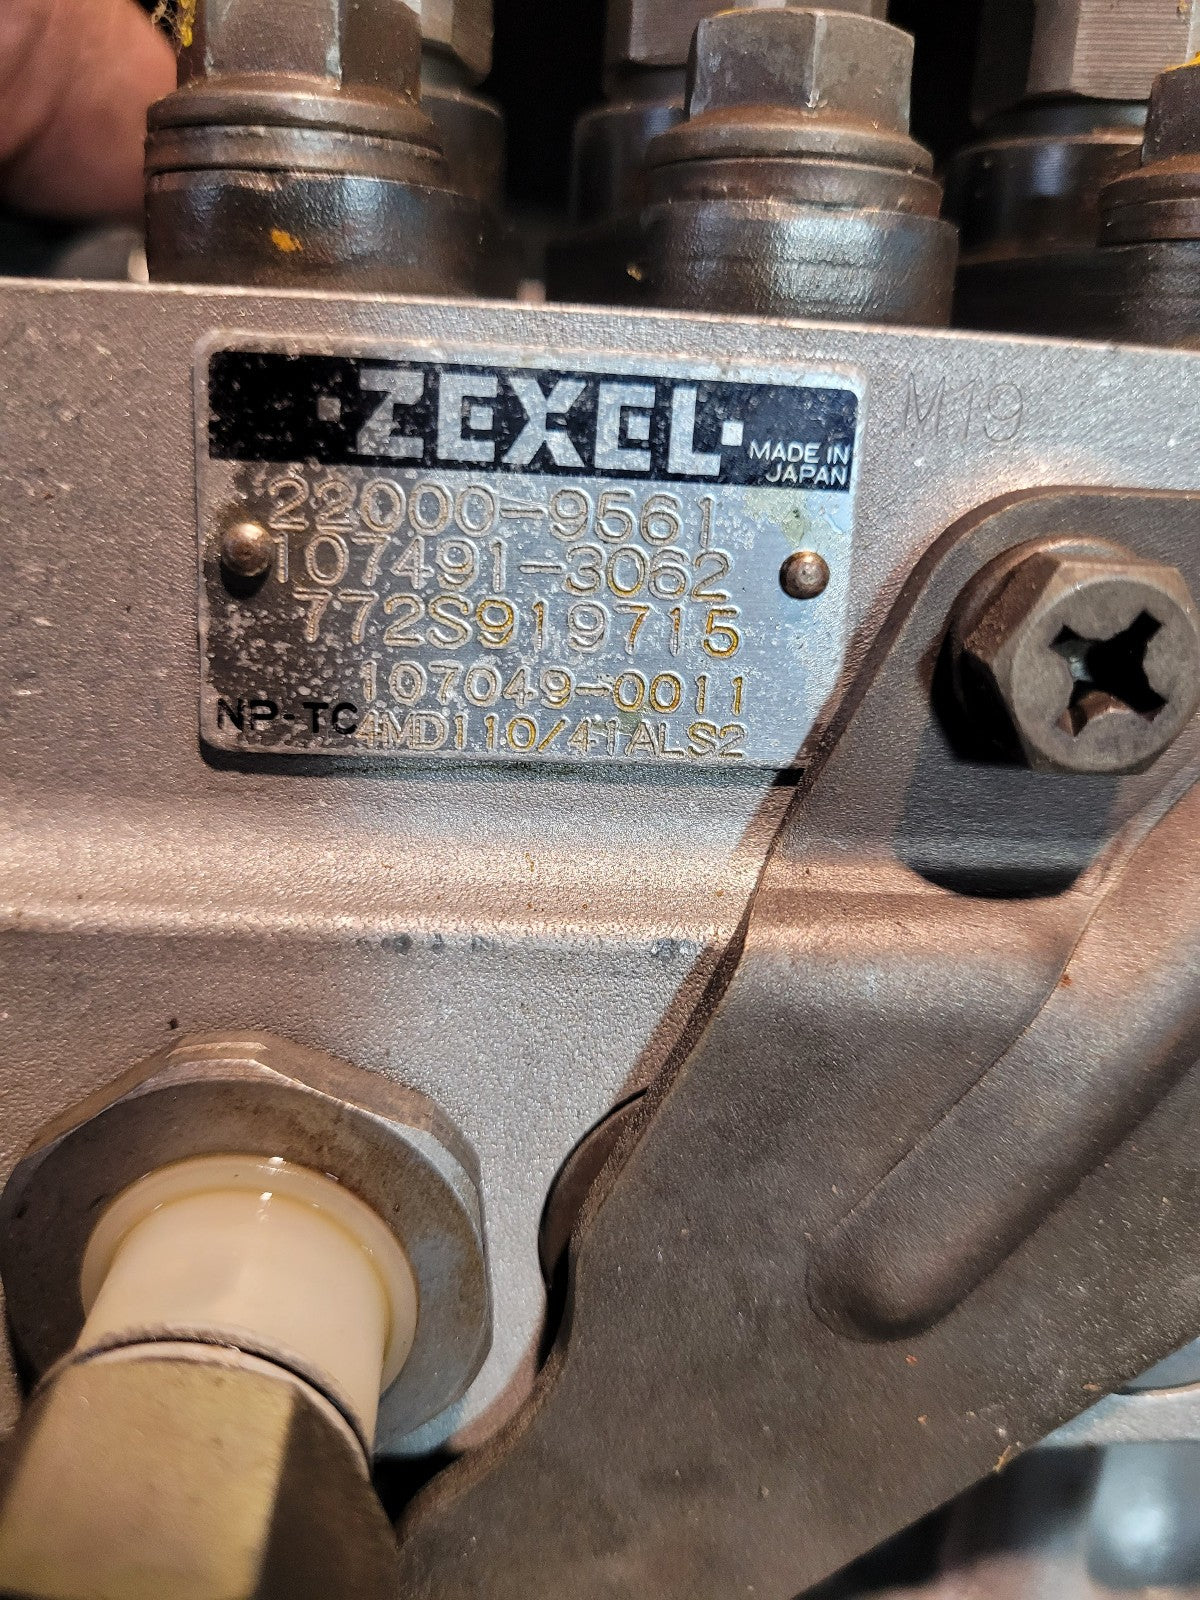 ZEXEL
MADE IN
JAPAN
M19
22000-9561
107491-3062
772S919715
107049-0011
NP-TC
4MD110/41ALS2